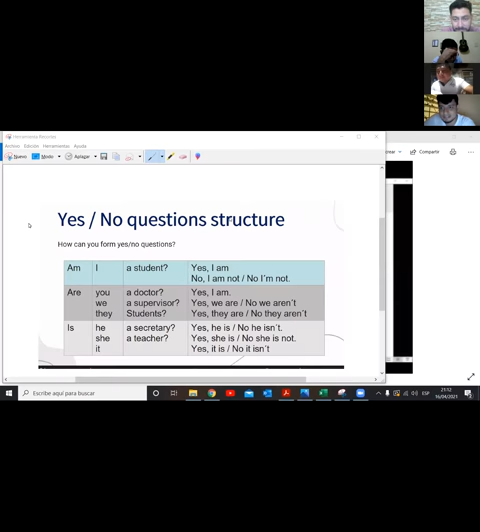 Herramienta Recortes
Archivo Edición Herramientas Ayuda
Nuevo Modo Aplazar
Compartir
Yes / No questions structure
How can you form yes/no questions?
Am I a student? Yes, I am
No, I am not / No I'm not.
Are you a doctor? Yes, I am.
we a supervisor? Yes, we are / No we aren't
they Students? Yes, they are / No they aren't
Is he a secretary? Yes, he is / No he isn't.
she a teacher? Yes, she is / No she is not.
it Yes, it is / No it isn't
Escribe aquí para buscar
ESP
21:12
16/04/2021